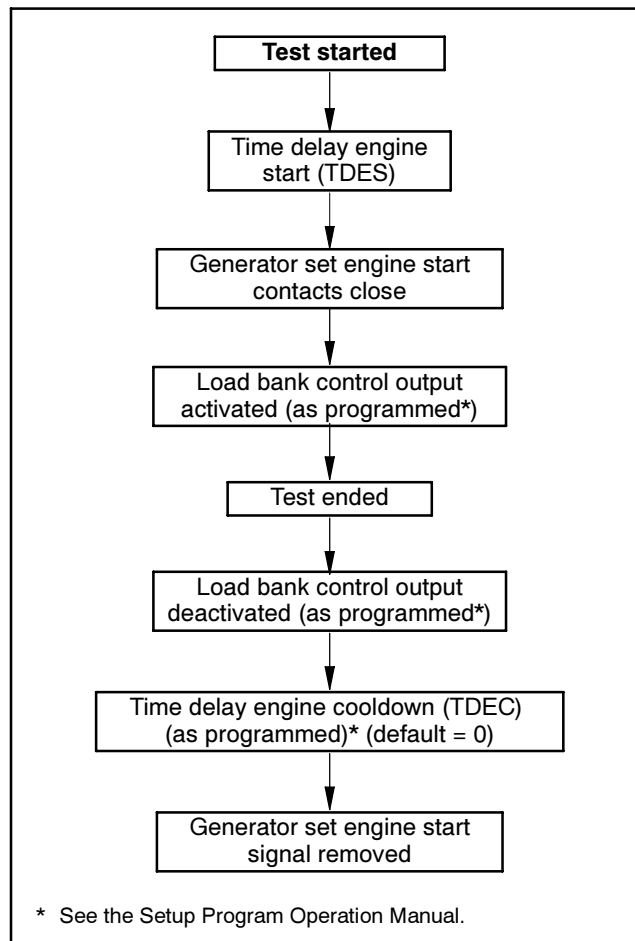 Test started
Time delay engine
start (TDES)
Generator set engine start
contacts close
Load bank control output
activated (as programmed*)
Test ended
Load bank control output
deactivated (as programmed*)
Time delay engine cooldown (TDEC)
(as programmed)* (default = 0)
Generator set engine start
signal removed
* See the Setup Program Operation Manual.